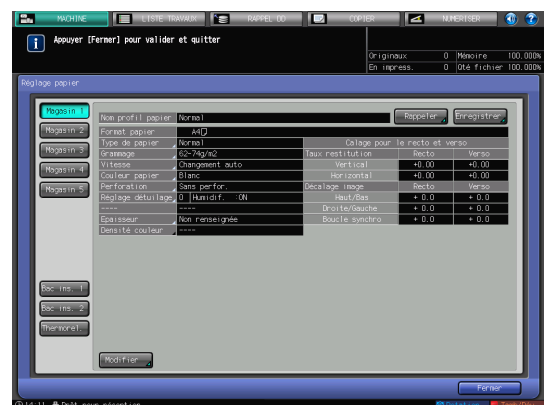 MACHINE LISTE TRAVAUX RAPPEL DD COPIER NUMERISER
Appuyer [Fermer] pour valider et quitter
Originaux 0 Mémoire 100.000%
En impress. 0 Qté fichier 100.000%
Réglage papier
Magasin 1
Magasin 2
Magasin 3
Magasin 4
Magasin 5
Bac ins. 1
Bac ins. 2
Thermorel.
Nom profil papier Normal Rappeler Enregistrer
Format papier A4
Type de papier Normal Calage pour le recto et verso
Grammage 62-74g/m2 Taux restitution Recto Verso
Vitesse Changement auto Vertical +0.00 +0.00
Couleur papier Blanc Horizontal +0.00 +0.00
Perforation Sans perfor. Décalage image Recto Verso
Réglage détuilage 0 Humidif. :ON Haut/Bas + 0.0 + 0.0
---- ---- Droite/Gauche + 0.0 + 0.0
Epaisseur Non renseignée Boucle synchro + 0.0 + 0.0
Densité couleur ----
Modifier
Fermer
14:11 Prêt pour réception